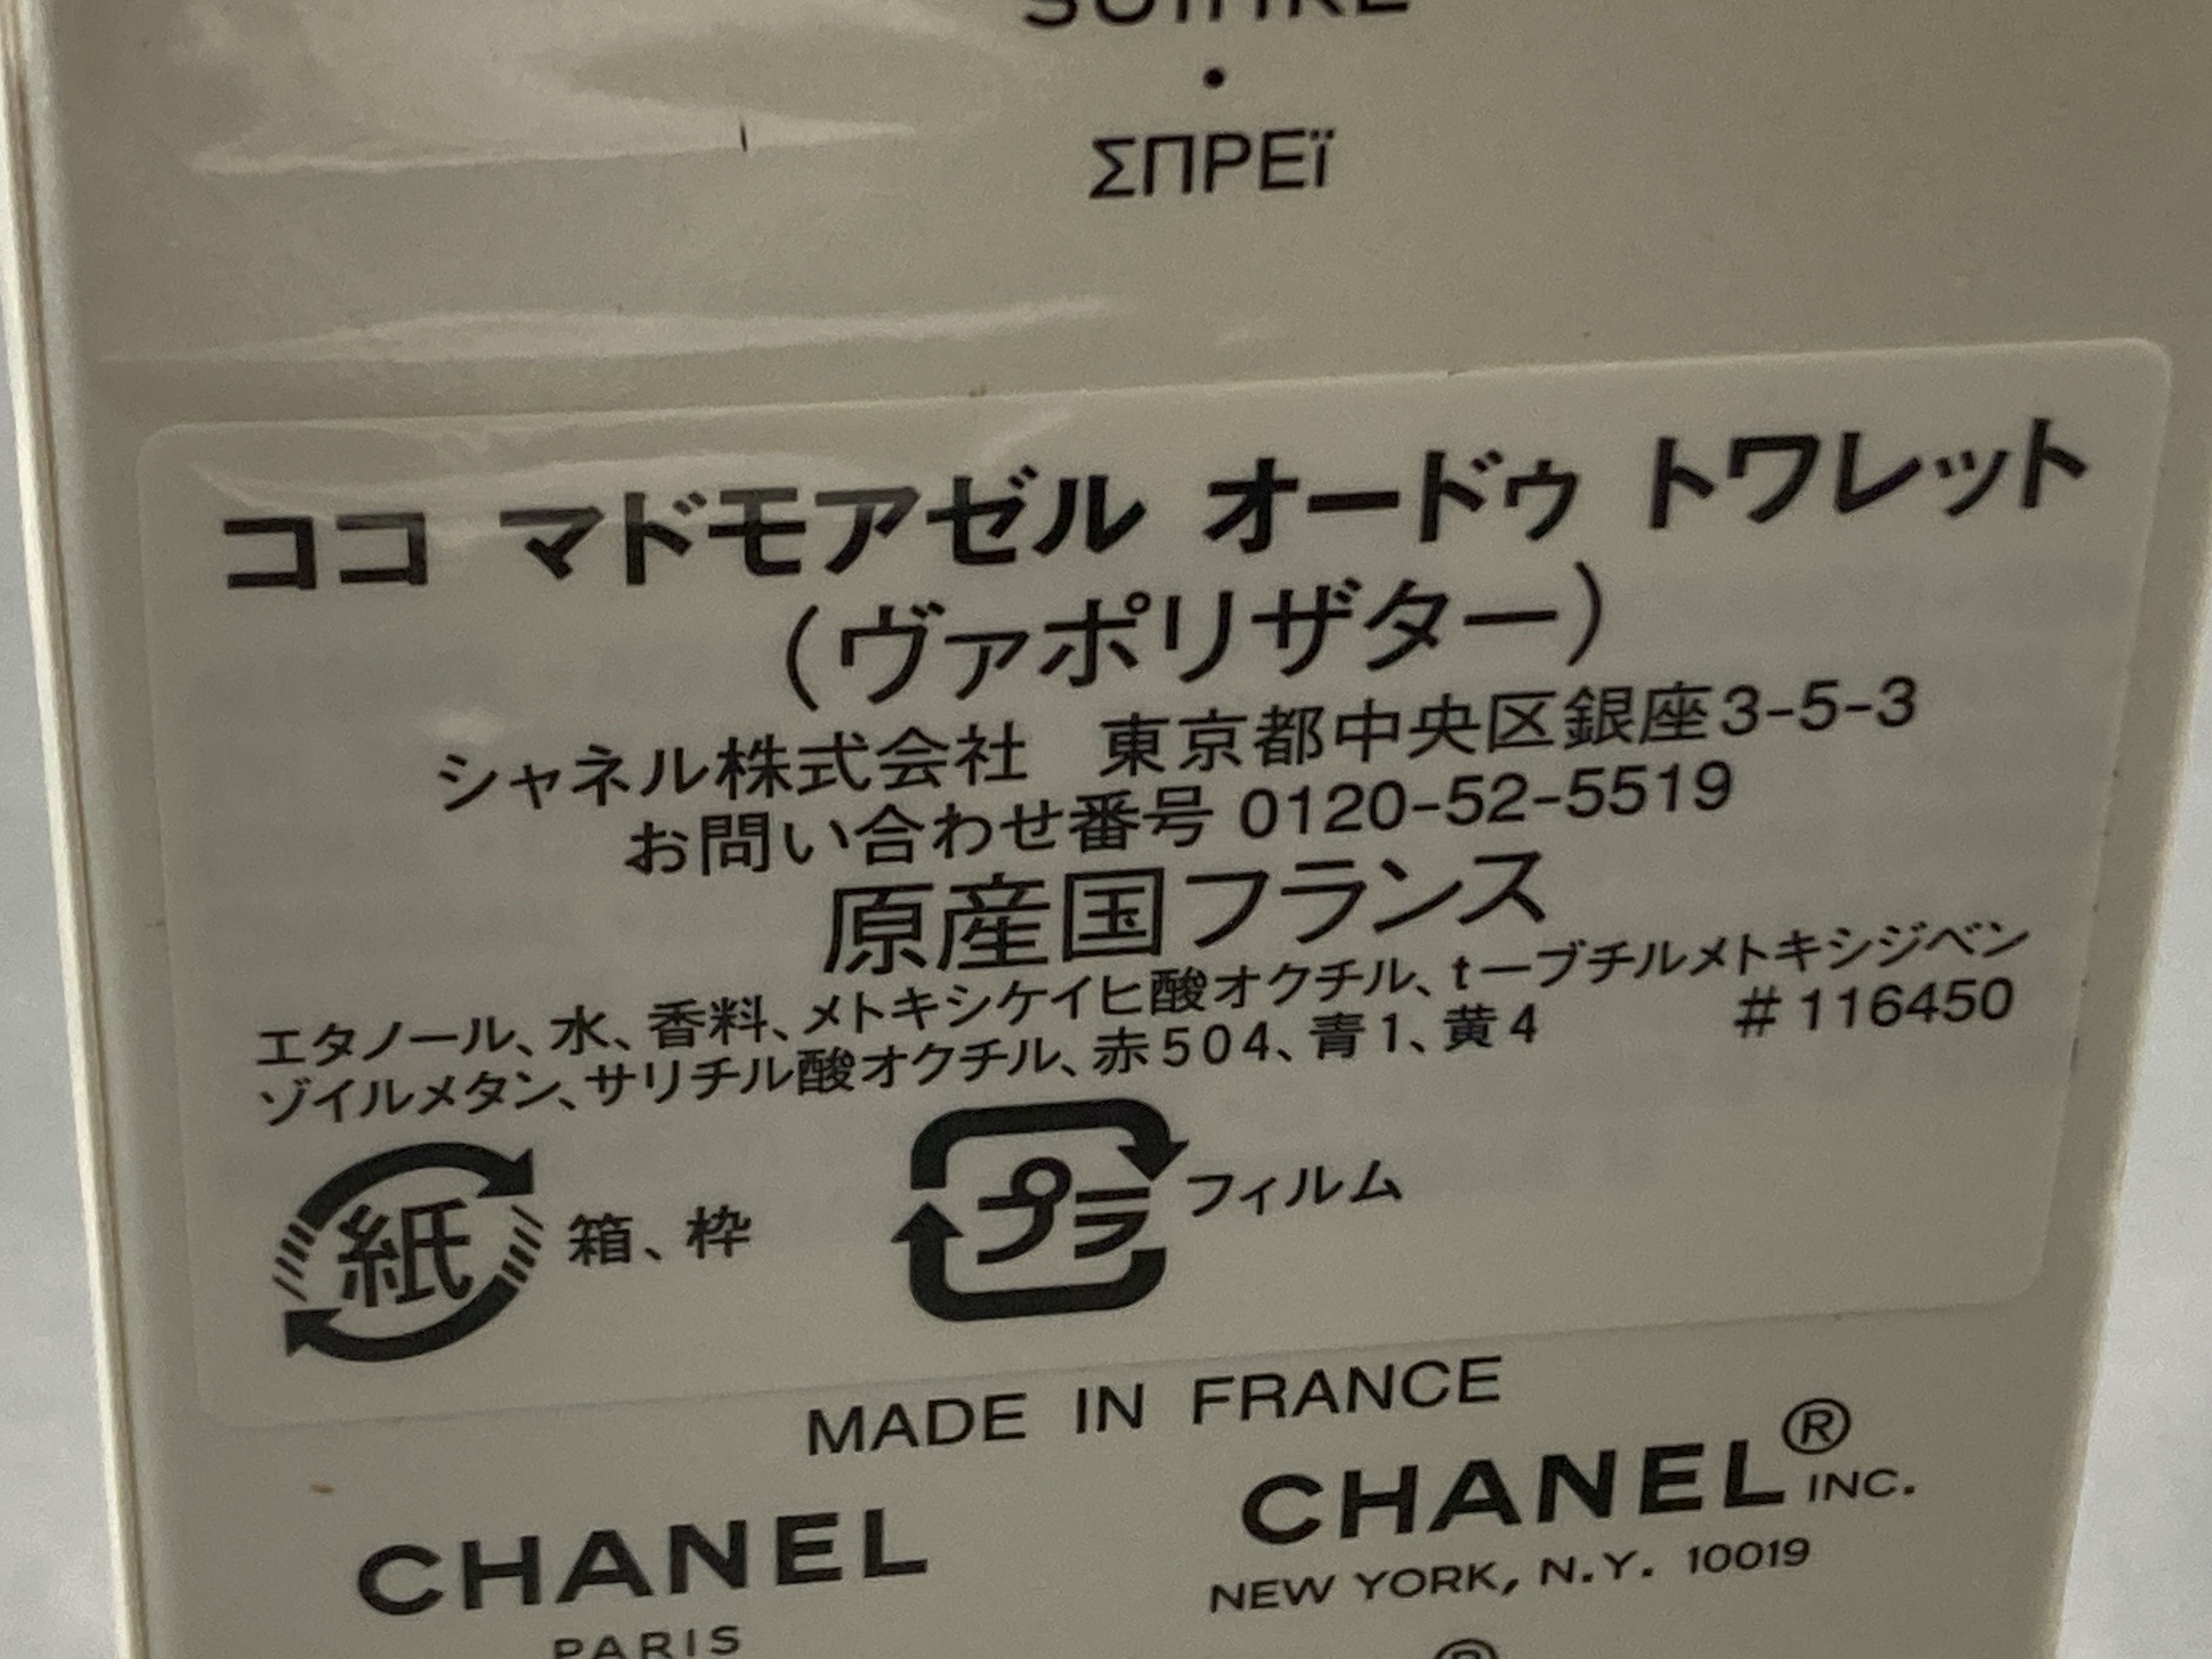 •
ΣΠΡΕΪ
ココ マドモアゼル オードゥ トワレット
（ヴァポリザター）
シャネル株式会社　東京都中央区銀座3-5-3
お問い合わせ番号 0120-52-5519
原産国フランス
エタノール、水、香料、メトキシケイヒ酸オクチル、tーブチルメトキシジベン
ゾイルメタン、サリチル酸オクチル、赤504、青1、黄4 #116450
紙 箱、枠 プラ フィルム
MADE IN FRANCE
CHANEL
PARIS
CHANEL® INC.
NEW YORK, N.Y. 10019